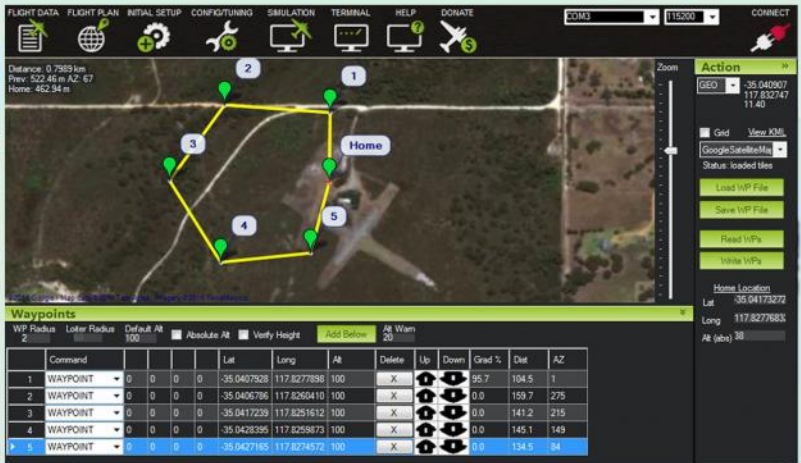 FLIGHT DATA FLIGHT PLAN INITIAL SETUP CONFIG/TUNING SIMULATION TERMINAL HELP DONATE COM3 115200 CONNECT
Distance: 0.7989 km
Prev: 522.46 m AZ: 67
Home: 462.94 m
2
1
3
Home
4
5
Zoom
Action »
GEO -35.040907
117.832747
11.40
Grid View KML
GoogleSatelliteMap
Status: loaded tiles
Load WP File
Save WP File
Read WPs
Write WPs
Home Location
Lat -35.04173272
Long 117.8277683
Alt (abs) 38
Waypoints
WP Radius Loiter Radius Default Alt Alt Warn
2 100 Absolute Alt Verify Height Add Below 20
Command Lat Long Alt Delete Up Down Grad % Dist AZ
1 WAYPOINT 0 0 0 0 -35.0407928 117.8277898 100 X 95.7 104.5 1
2 WAYPOINT 0 0 0 0 -35.0406786 117.8260410 100 X 0.0 159.7 275
3 WAYPOINT 0 0 0 0 -35.0417239 117.8251612 100 X 0.0 141.2 215
4 WAYPOINT 0 0 0 0 -35.0428395 117.8259873 100 X 0.0 145.1 149
5 WAYPOINT 0 0 0 0 -35.0427165 117.8274572 100 X 0.0 134.5 84